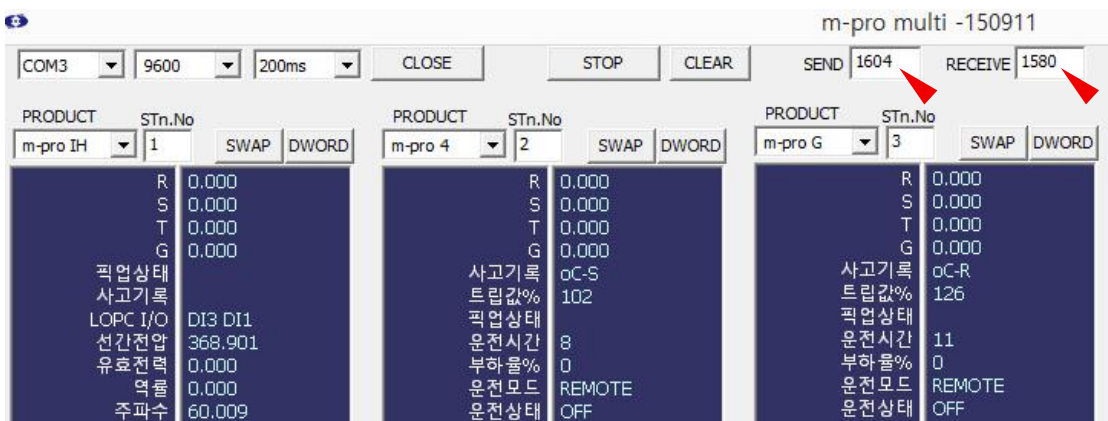 m-pro multi -150911
COM3 9600 200ms CLOSE STOP CLEAR SEND 1604 RECEIVE 1580
PRODUCT STn.No PRODUCT STn.No PRODUCT STn.No
m-pro IH 1 SWAP DWORD m-pro 4 2 SWAP DWORD m-pro G 3 SWAP DWORD
R 0.000 R 0.000 R 0.000
S 0.000 S 0.000 S 0.000
T 0.000 T 0.000 T 0.000
G 0.000 G 0.000 G 0.000
픽업상태 사고기록 oC-S 사고기록 oC-R
사고기록 트립값% 102 트립값% 126
LOPC I/O DI3 DI1 픽업상태 픽업상태
선간전압 368.901 운전시간 8 운전시간 11
유효전력 0.000 부하율% 0 부하율% 0
역률 0.000 운전모드 REMOTE 운전모드 REMOTE
주파수 60.009 운전상태 OFF 운전상태 OFF